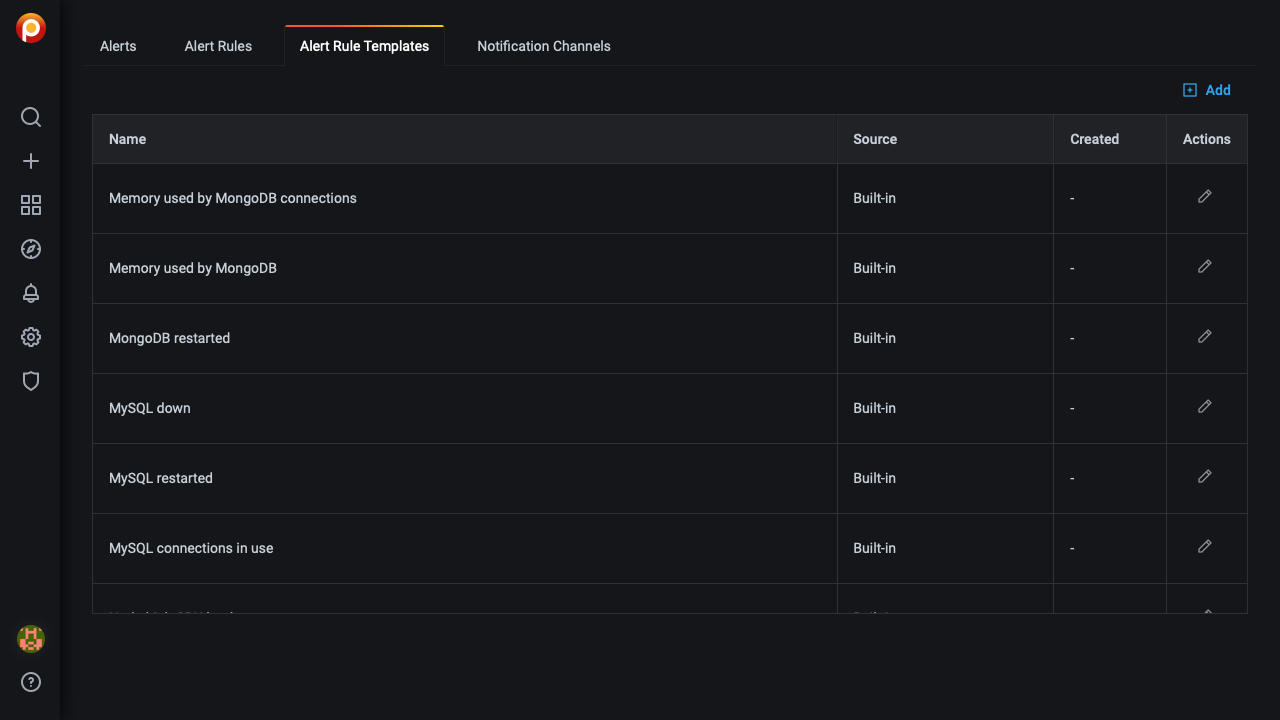 Alerts
Alert Rules
Alert Rule Templates
Notification Channels
Add
Name Source Created Actions
Memory used by MongoDB connections Built-in -
Memory used by MongoDB Built-in -
MongoDB restarted Built-in -
MySQL down Built-in -
MySQL restarted Built-in -
MySQL connections in use Built-in -